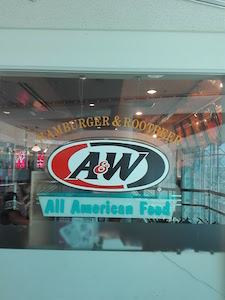 HAMBURGER & ROOTBEER
A&W
All American Food